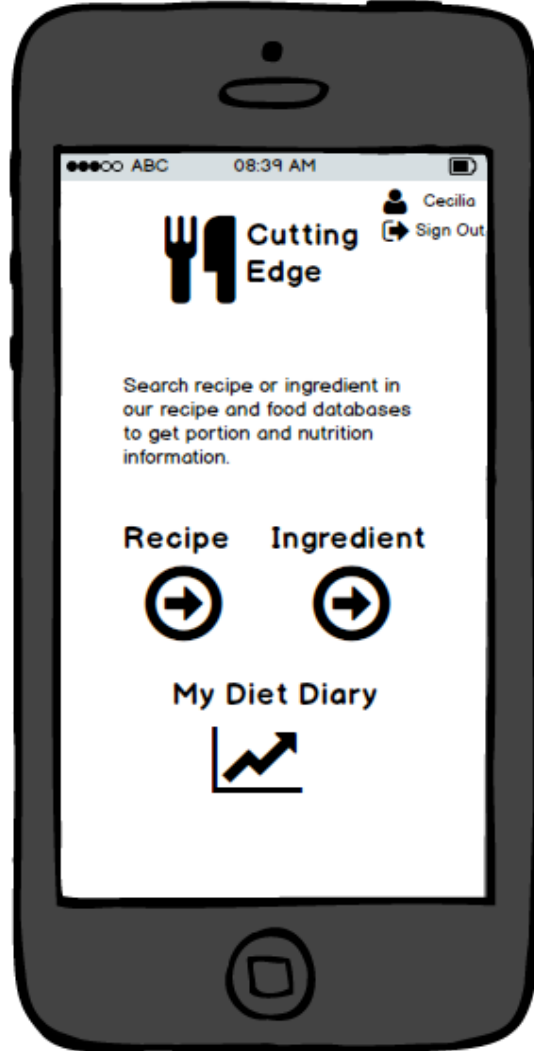 ABC 08:39 AM
Cecilia
Sign Out
Cutting
Edge
Search recipe or ingredient in
our recipe and food databases
to get portion and nutrition
information.
Recipe Ingredient
My Diet Diary